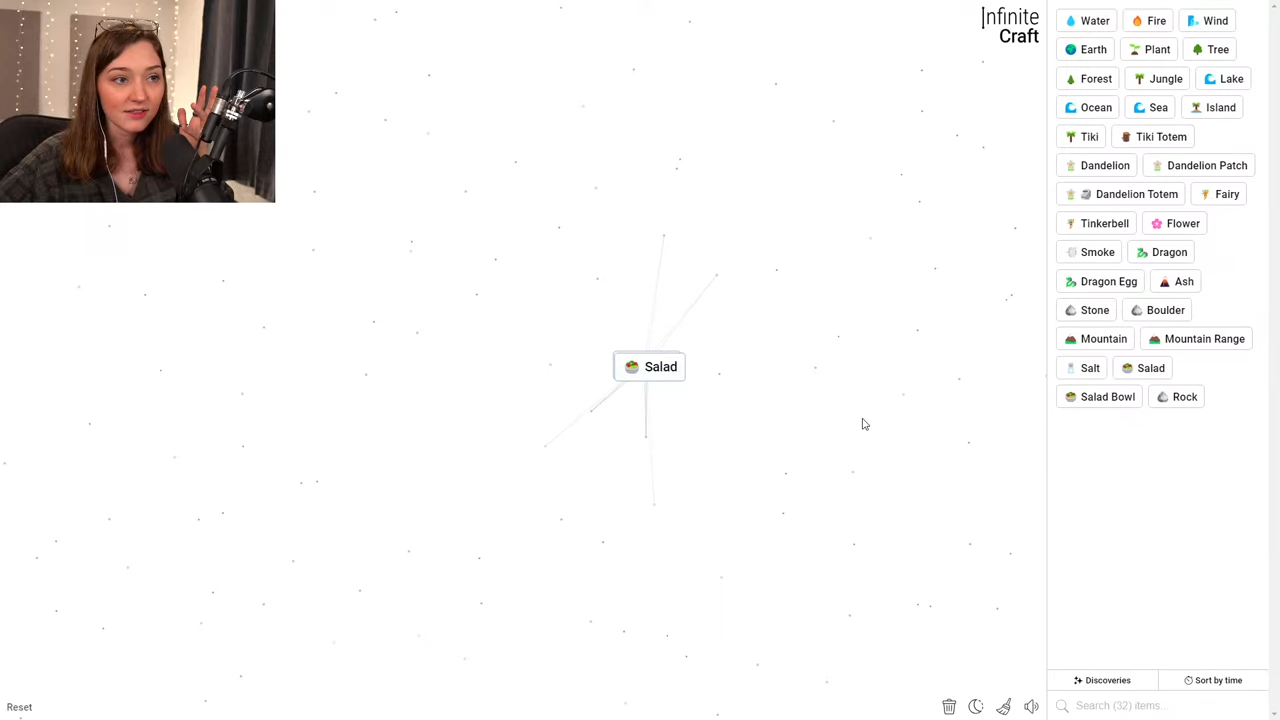 Infinite
Craft
Water Fire Wind
Earth Plant Tree
Forest Jungle Lake
Ocean Sea Island
Tiki Tiki Totem
Dandelion Dandelion Patch
Dandelion Totem Fairy
Tinkerbell Flower
Smoke Dragon
Dragon Egg Ash
Stone Boulder
Mountain Mountain Range
Salt Salad
Salad Bowl Rock
Salad
Discoveries Sort by time
Reset
Search (32) items...